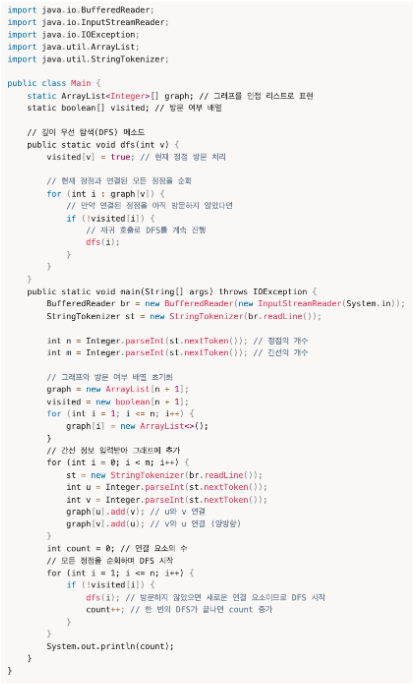 import java.io.BufferedReader;
import java.io.InputStreamReader;
import java.io.IOException;
import java.util.ArrayList;
import java.util.StringTokenizer;

public class Main {
    static ArrayList<Integer>[] graph; // 그래프를 인접 리스트로 표현
    static boolean[] visited; // 방문 여부 배열

    // 깊이 우선 탐색(DFS) 메소드
    public static void dfs(int v) {
        visited[v] = true; // 현재 정점 방문 처리

        // 현재 정점과 연결된 모든 정점을 순회
        for (int i : graph[v]) {
            // 만약 연결된 정점을 아직 방문하지 않았다면
            if (!visited[i]) {
                // 재귀 호출로 DFS를 계속 진행
                dfs(i);
            }
        }
    }
    public static void main(String[] args) throws IOException {
        BufferedReader br = new BufferedReader(new InputStreamReader(System.in));
        StringTokenizer st = new StringTokenizer(br.readLine());

        int n = Integer.parseInt(st.nextToken()); // 정점의 개수
        int m = Integer.parseInt(st.nextToken()); // 간선의 개수

        // 그래프와 방문 여부 배열 초기화
        graph = new ArrayList[n + 1];
        visited = new boolean[n + 1];
        for (int i = 1; i <= n; i++) {
            graph[i] = new ArrayList<>();
        }
        // 간선 정보 입력받아 그래프에 추가
        for (int i = 0; i < m; i++) {
            st = new StringTokenizer(br.readLine());
            int u = Integer.parseInt(st.nextToken());
            int v = Integer.parseInt(st.nextToken());
            graph[u].add(v); // u와 v 연결
            graph[v].add(u); // v와 u 연결 (양방향)
        }
        int count = 0; // 연결 요소의 수
        // 모든 정점을 순회하며 DFS 시작
        for (int i = 1; i <= n; i++) {
            if (!visited[i]) {
                dfs(i); // 방문하지 않았으면 새로운 연결 요소이므로 DFS 시작
                count++; // 한 번의 DFS가 끝나면 count 증가
            }
        }
        System.out.println(count);
    }
}